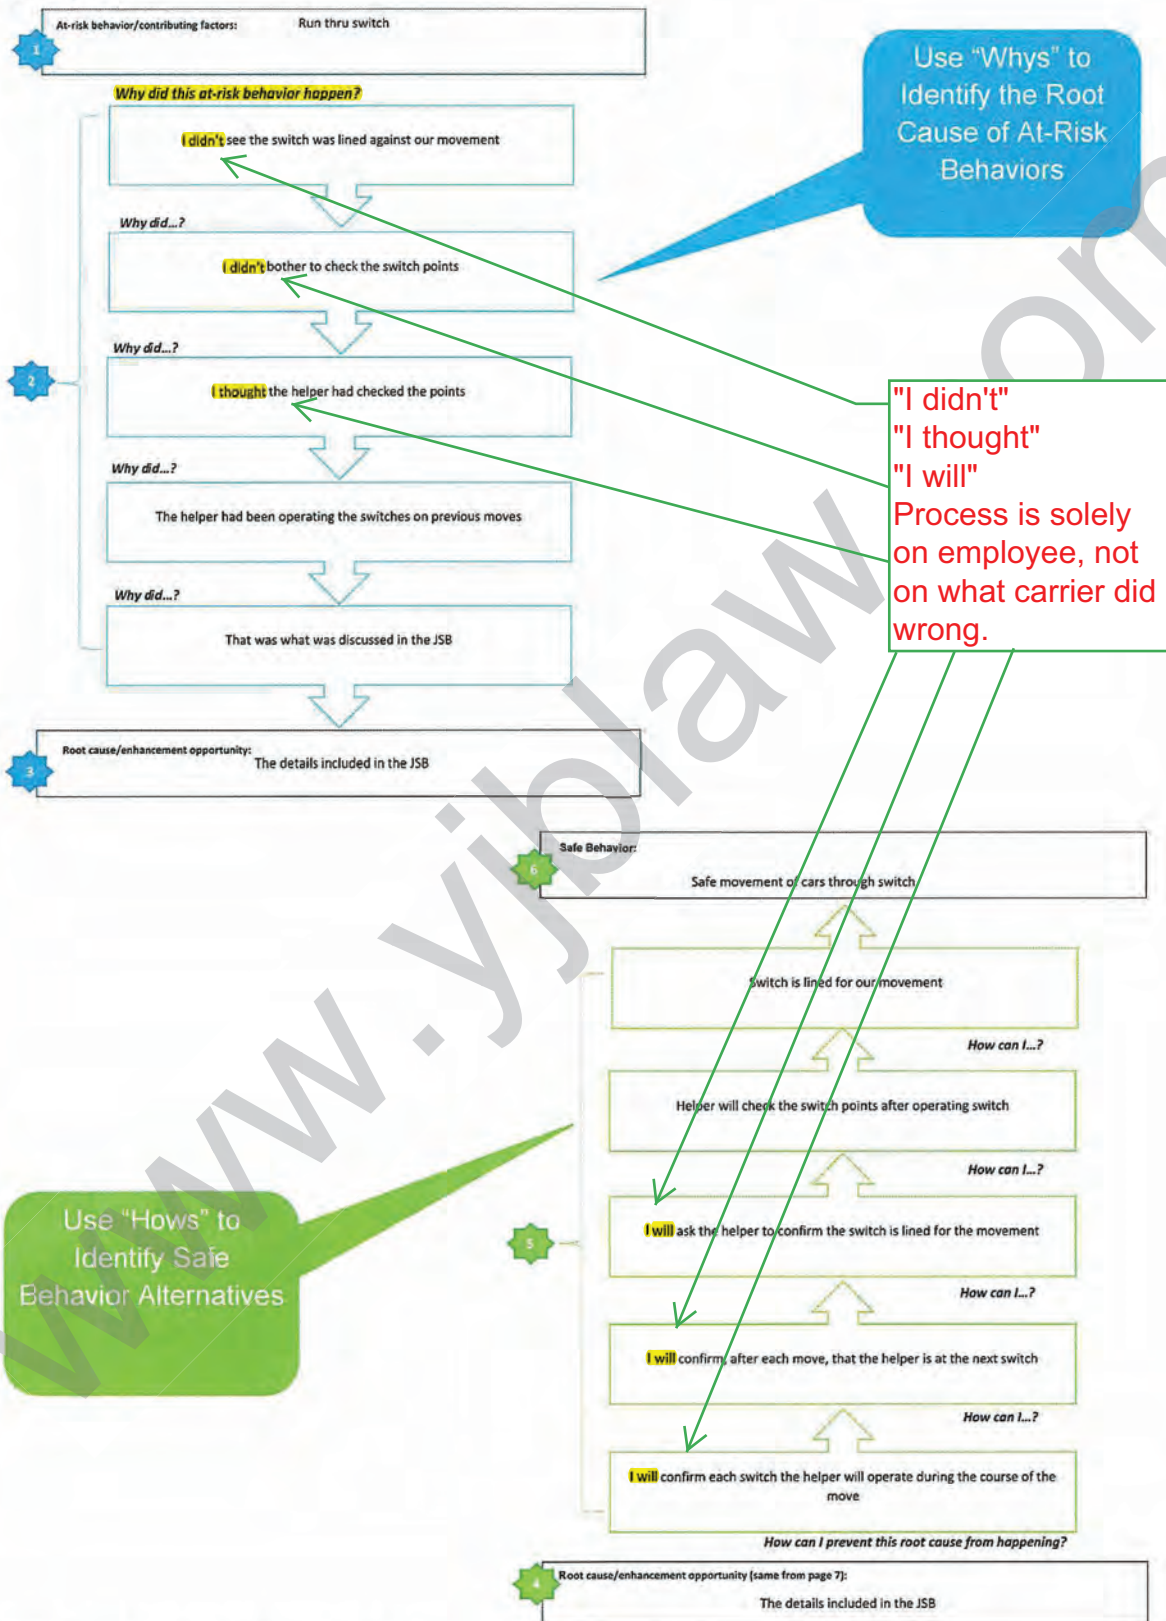 At-risk behavior/contributing factors: Run thru switch
1
Use "Whys" to
Identify the Root
Cause of At-Risk
Behaviors
Why did this at-risk behavior happen?
I didn't see the switch was lined against our movement
Why did...?
I didn't bother to check the switch points
Why did...?
2
I thought the helper had checked the points
"I didn't"
"I thought"
"I will"
Process is solely
on employee, not
on what carrier did
wrong.
Why did...?
The helper had been operating the switches on previous moves
Why did...?
That was what was discussed in the JSB
3
Root cause/enhancement opportunity:
The details included in the JSB
6
Safe Behavior:
Safe movement of cars through switch
Switch is lined for our movement
How can I...?
Helper will check the switch points after operating switch
How can I...?
Use "Hows" to
Identify Safe
Behavior Alternatives
5
I will ask the helper to confirm the switch is lined for the movement
How can I...?
I will confirm, after each move, that the helper is at the next switch
How can I...?
I will confirm each switch the helper will operate during the course of the
move
How can I prevent this root cause from happening?
4
Root cause/enhancement opportunity (same from page 7):
The details included in the JSB
www.yjblaw.com